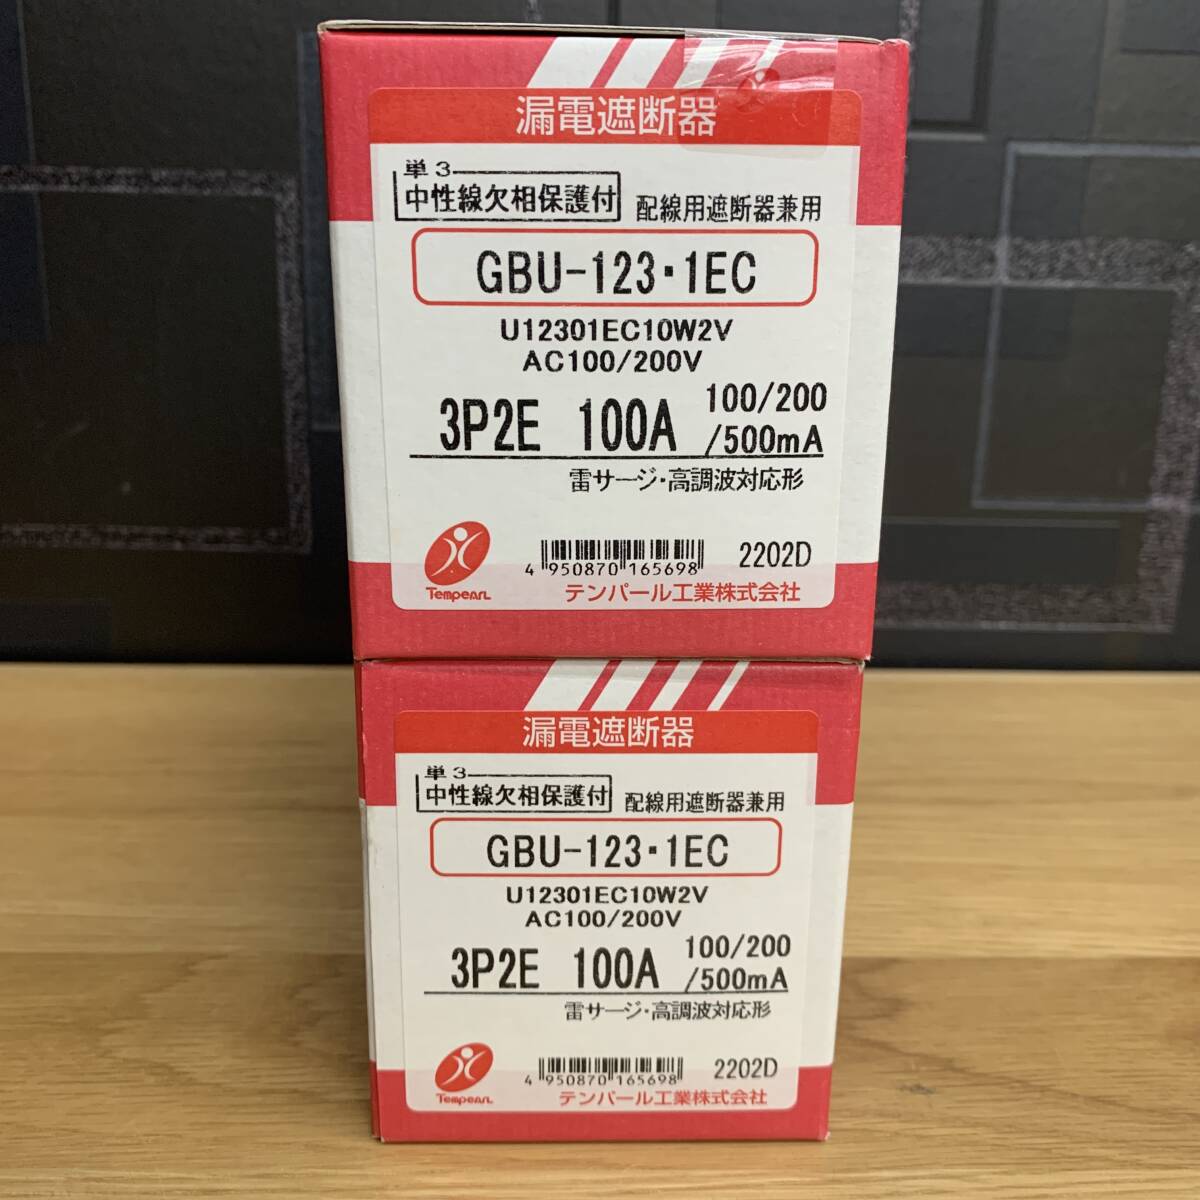 漏電遮断器
単3
中性線欠相保護付 配線用遮断器兼用
GBU-123・1EC
U12301EC10W2V
AC100/200V
3P2E 100A 100/200
/500mA
雷サージ・高調波対応形
Tempearl
4 950870 165698
2202D
テンパール工業株式会社
漏電遮断器
単3
中性線欠相保護付 配線用遮断器兼用
GBU-123・1EC
U12301EC10W2V
AC100/200V
3P2E 100A 100/200
/500mA
雷サージ・高調波対応形
Tempearl
4 950870 165698
2202D
テンパール工業株式会社